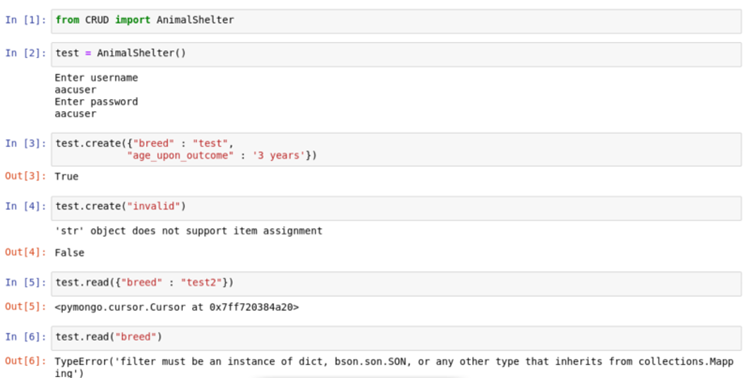 In [1]: from CRUD import AnimalShelter
In [2]: test = AnimalShelter()
Enter username
aacuser
Enter password
aacuser
In [3]: test.create({"breed" : "test",
"age_upon_outcome" : '3 years'})
Out[3]: True
In [4]: test.create("invalid")
'str' object does not support item assignment
Out[4]: False
In [5]: test.read({"breed" : "test2"})
Out[5]: <pymongo.cursor.Cursor at 0x7ff720384a20>
In [6]: test.read("breed")
Out[6]: TypeError('filter must be an instance of dict, bson.son.SON, or any other type that inherits from collections.Mapp
ing')